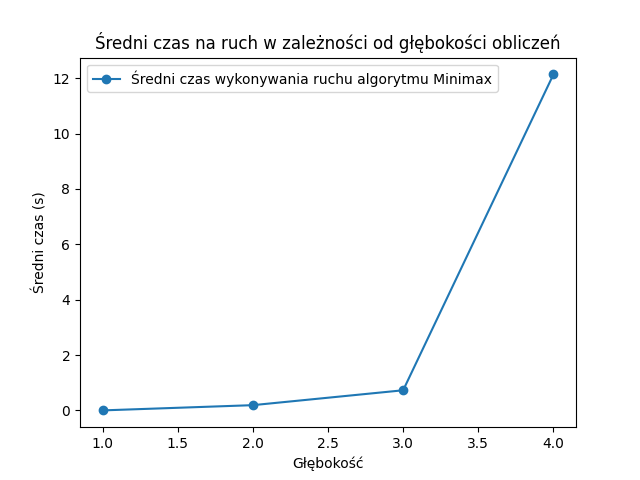 Średni czas na ruch w zależności od głębokości obliczeń
Średni czas wykonywania ruchu algorytmu Minimax
Średni czas (s)
12
10
8
6
4
2
0
1.0 1.5 2.0 2.5 3.0 3.5 4.0
Głębokość